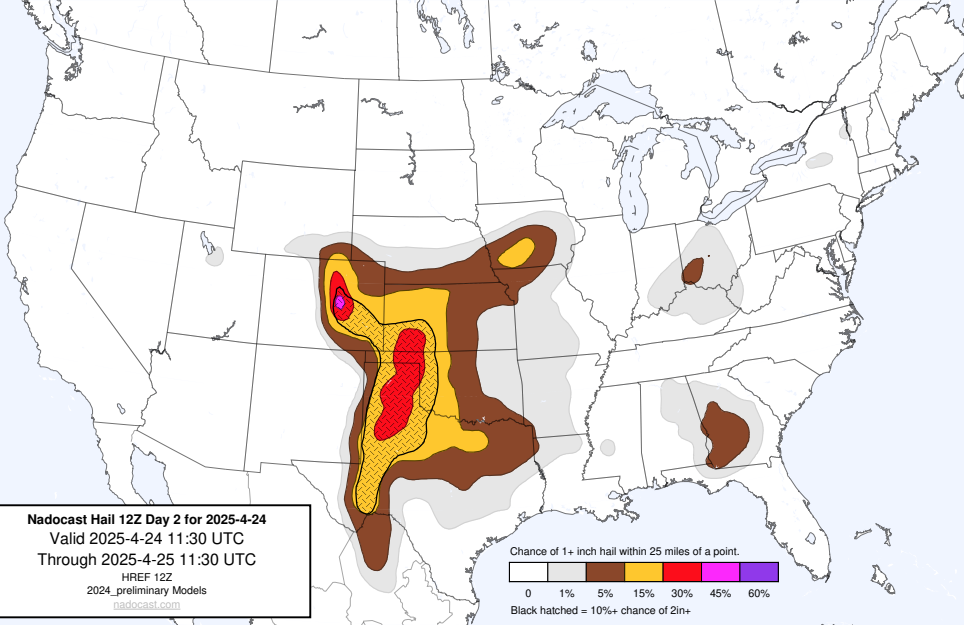 Nadocast Hail 12Z Day 2 for 2025-4-24
Valid 2025-4-24 11:30 UTC
Through 2025-4-25 11:30 UTC
HREF 12Z
2024_preliminary Models
nadocast.com
Chance of 1+ inch hail within 25 miles of a point.
0 1% 5% 15% 30% 45% 60%
Black hatched = 10%+ chance of 2in+